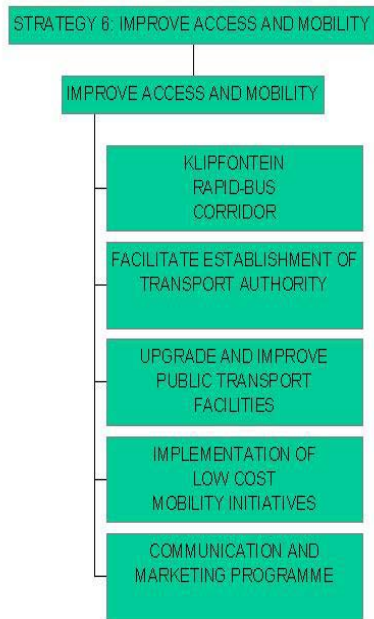 STRATEGY 6: IMPROVE ACCESS AND MOBILITY
IMPROVE ACCESS AND MOBILITY
KLIPFONTEIN
RAPID-BUS
CORRIDOR
FACILITATE ESTABLISHMENT OF
TRANSPORT AUTHORITY
UPGRADE AND IMPROVE
PUBLIC TRANSPORT
FACILITIES
IMPLEMENTATION OF
LOW COST
MOBILITY INITIATIVES
COMMUNICATION AND
MARKETING PROGRAMME